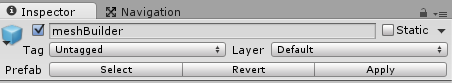 Inspector Navigation
meshBuilder Static
Tag Untagged Layer Default
Prefab Select Revert Apply